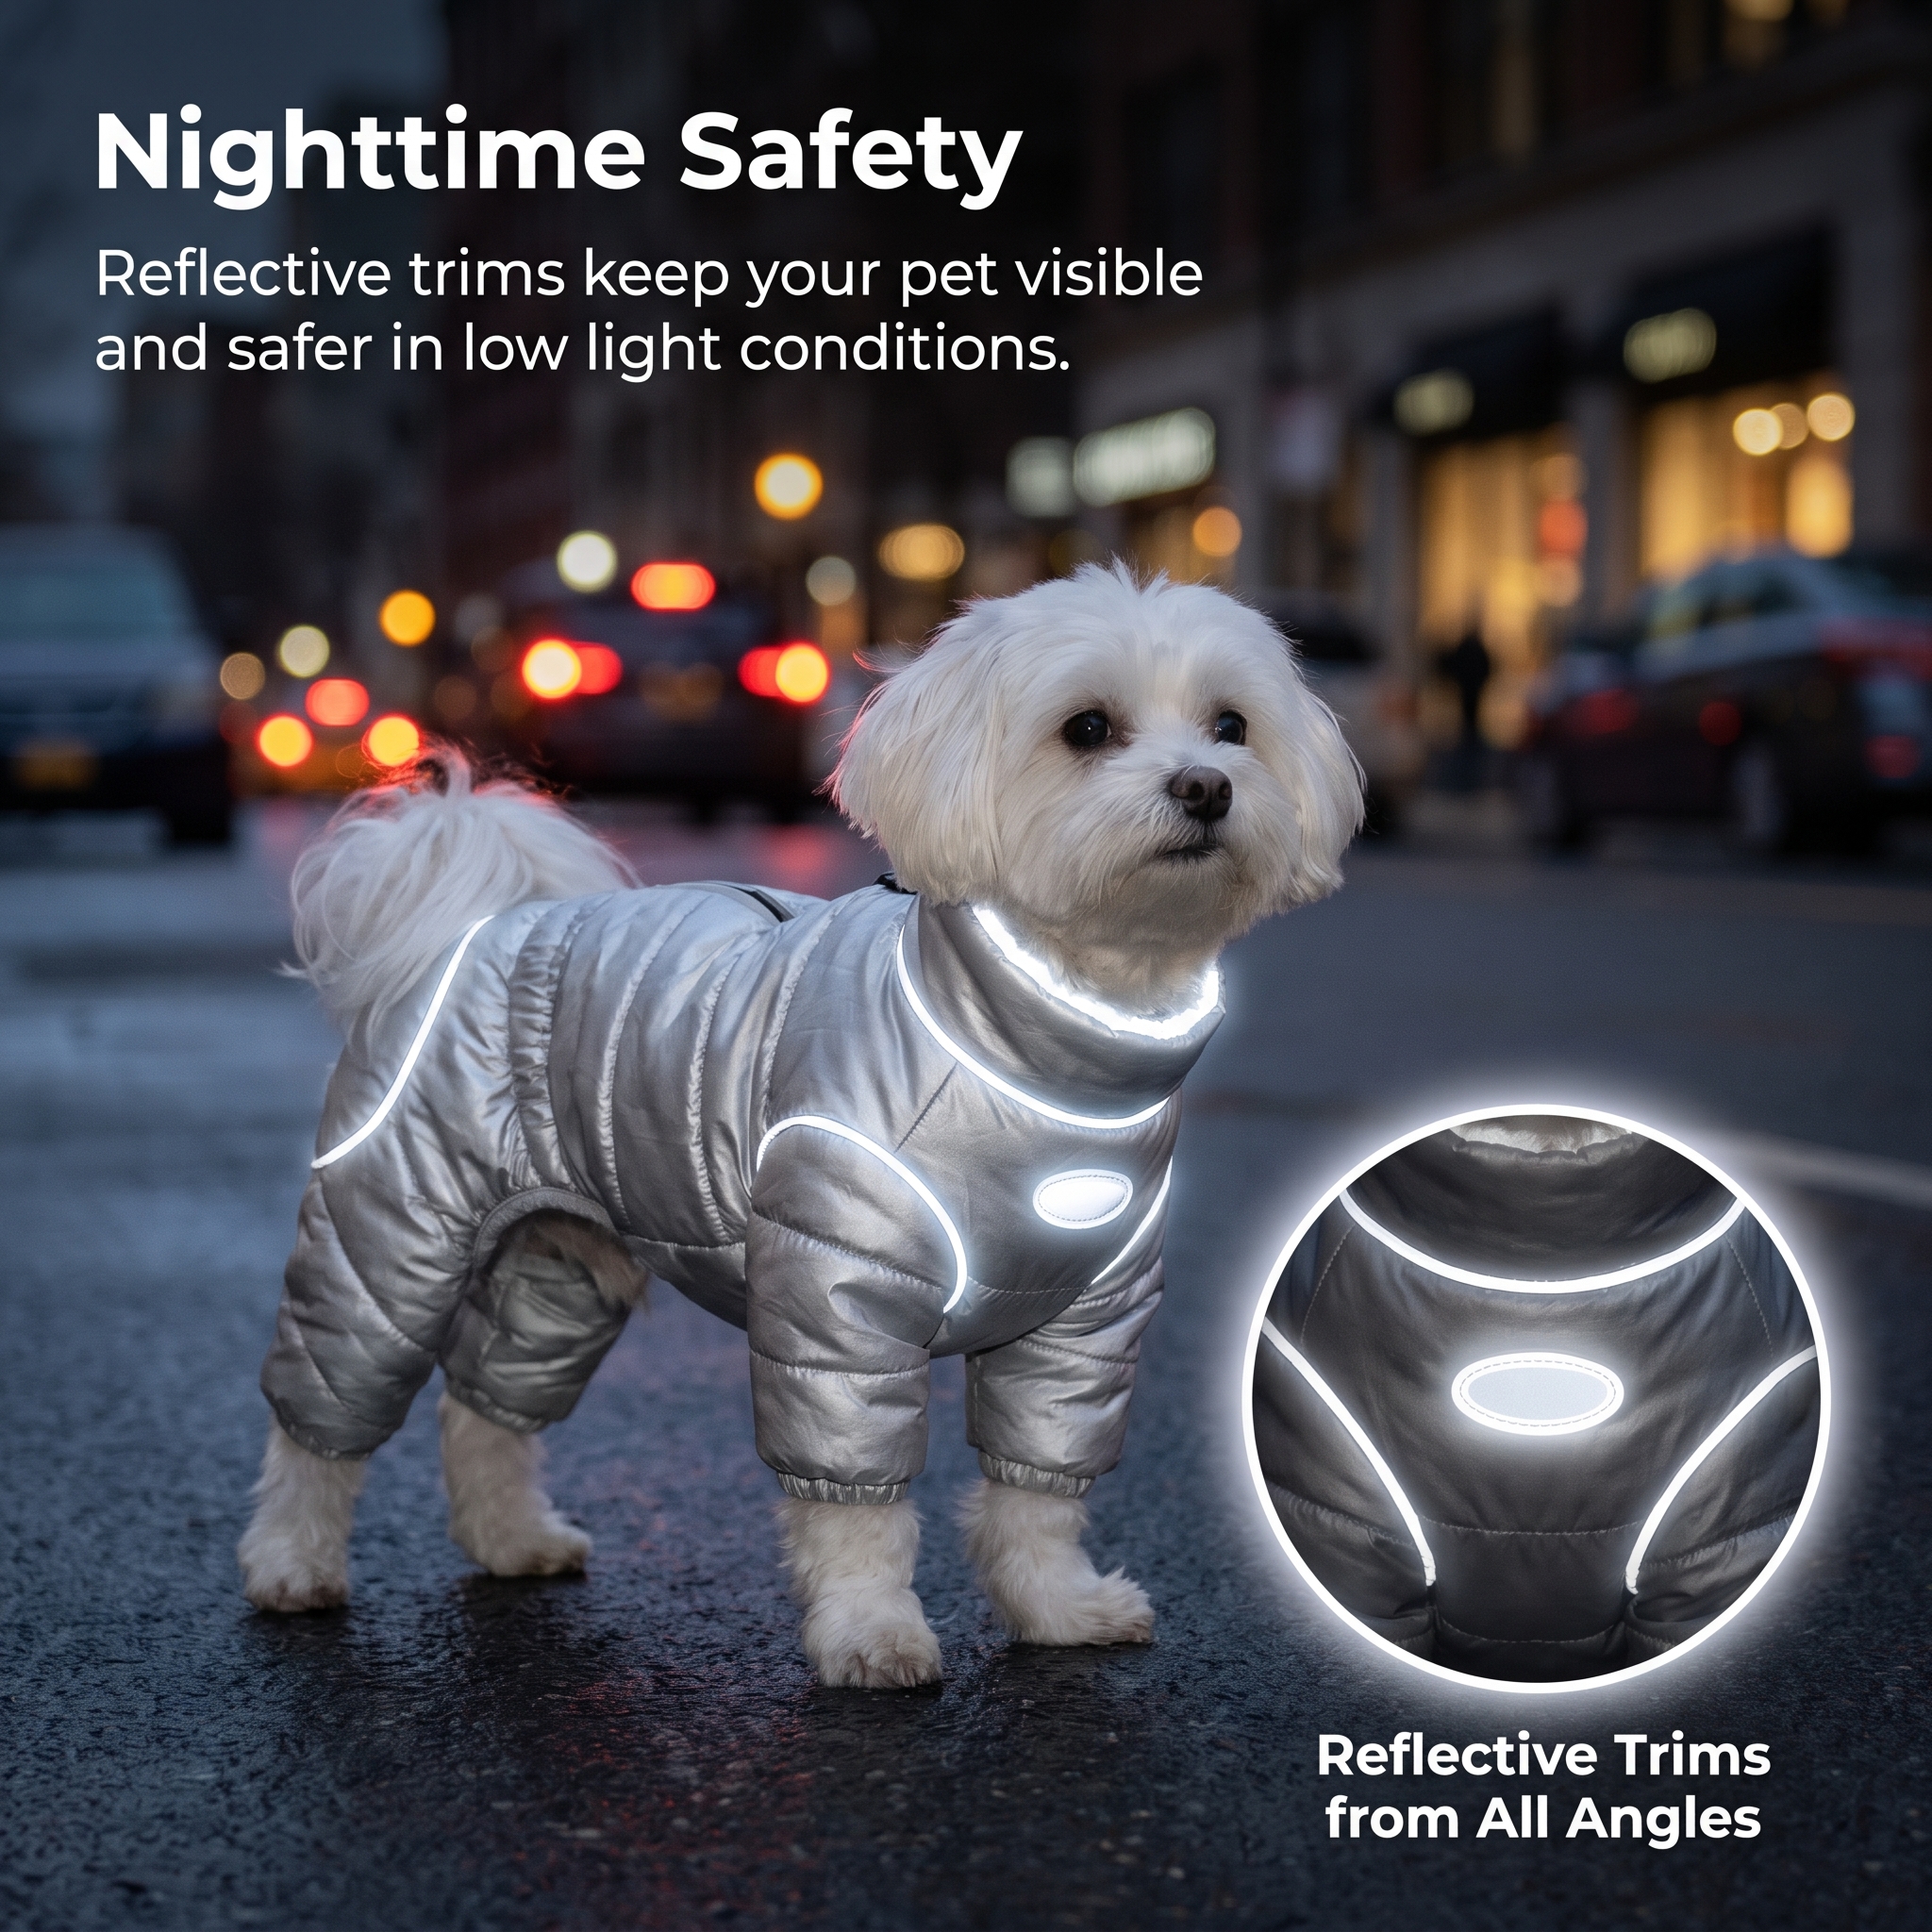 Nighttime Safety
Reflective trims keep your pet visible
and safer in low light conditions.
Reflective Trims
from All Angles